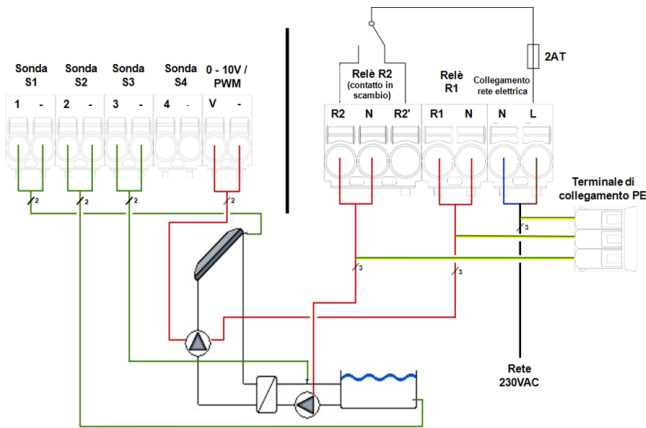 Sonda
S1
Sonda
S2
Sonda
S3
Sonda
S4
0 - 10V /
PWM
1 - 2 - 3 - 4 - V -
2
2
2
2
Relè R2
(contatto in
scambio)
Relè
R1
Collegamento
rete elettrica
2AT
R2 N R2' R1 N N L
Terminale di
collegamento PE
3
3
3
Rete
230VAC